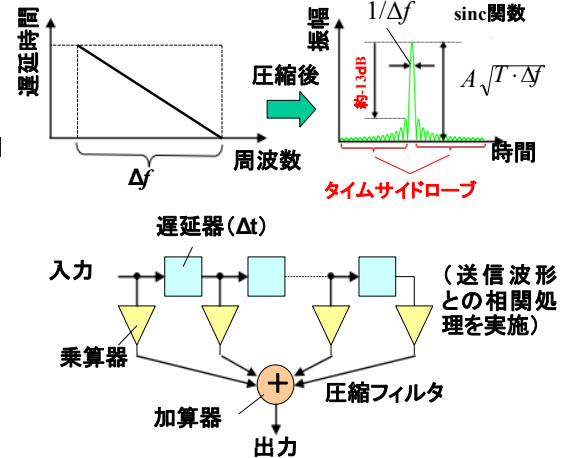 遅延時間
Δf
周波数
圧縮後
振幅
1/Δf
sinc関数
約-13dB
A√T・Δf
時間
タイムサイドローブ
遅延器(Δt)
入力
(送信波形
との相関処
理を実施)
乗算器
+
加算器
圧縮フィルタ
出力